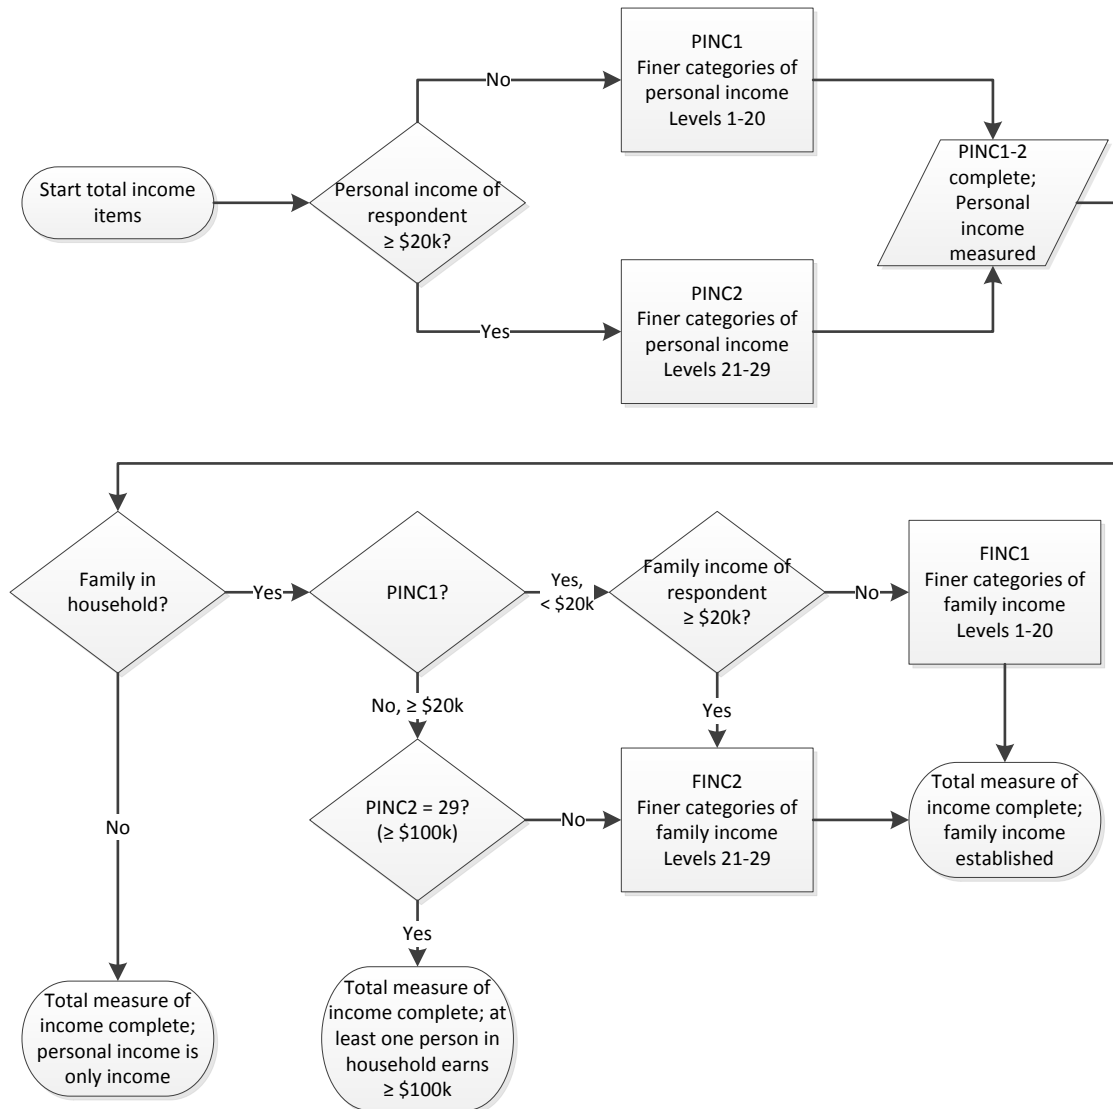 Start total income
items
Personal income of
respondent
≥ $20k?
No
PINC1
Finer categories of
personal income
Levels 1-20
Yes
PINC2
Finer categories of
personal income
Levels 21-29
PINC1-2
complete;
Personal
income
measured
Family in
household?
Yes
PINC1?
Yes,
< $20k
Family income of
respondent
≥ $20k?
No
FINC1
Finer categories of
family income
Levels 1-20
No, ≥ $20k
Yes
PINC2 = 29?
(≥ $100k)
No
FINC2
Finer categories of
family income
Levels 21-29
Total measure of
income complete;
family income
established
No
Yes
Total measure of
income complete;
personal income is
only income
Total measure of
income complete; at
least one person in
household earns
≥ $100k